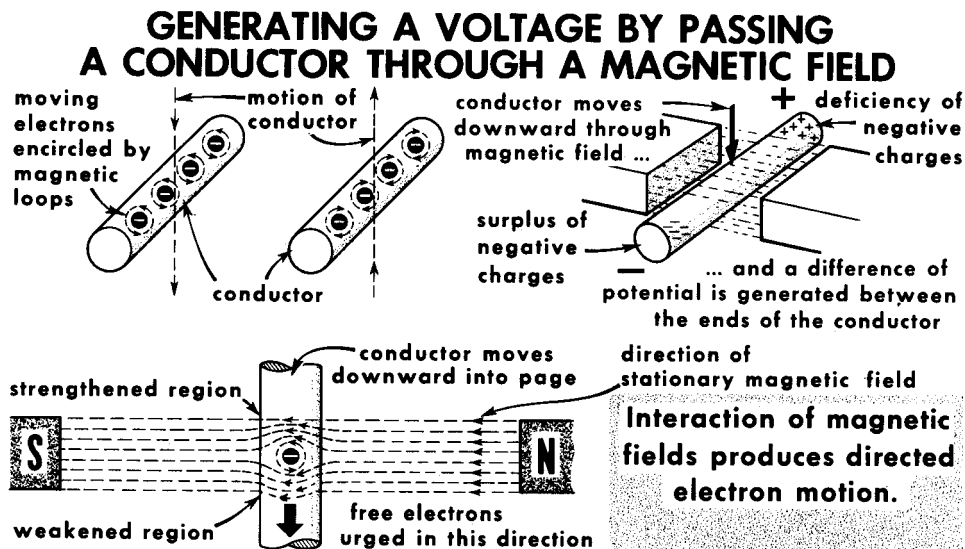 GENERATING A VOLTAGE BY PASSING
A CONDUCTOR THROUGH A MAGNETIC FIELD
moving
electrons
encircled by
magnetic
loops
motion of
conductor
conductor
conductor moves
downward through
magnetic field ...
+
deficiency of
negative
charges
surplus of
negative
charges
−
... and a difference of
potential is generated between
the ends of the conductor
strengthened region
conductor moves
downward into page
direction of
stationary magnetic field
S
N
weakened region
free electrons
urged in this direction
Interaction of magnetic
fields produces directed
electron motion.